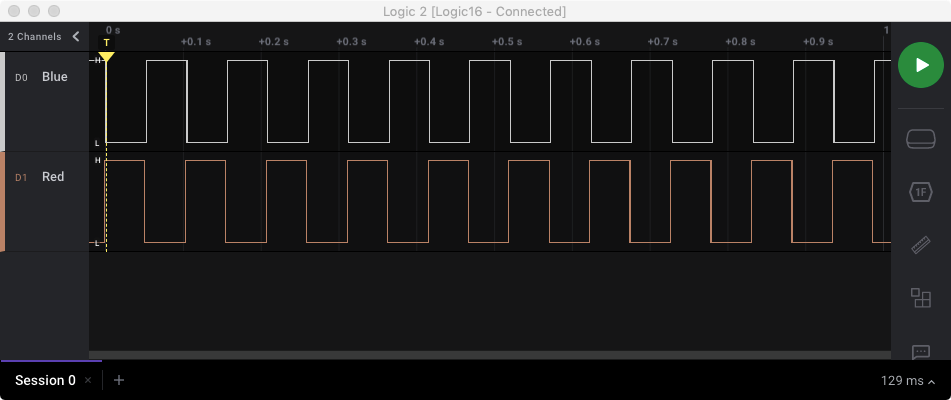 Logic 2 [Logic16 - Connected]
2 Channels
0 s
1
T
+0.1 s +0.2 s +0.3 s +0.4 s +0.5 s +0.6 s +0.7 s +0.8 s +0.9 s
H
D0 Blue
L
H
D1 Red
L
1F
Session 0 × +
129 ms